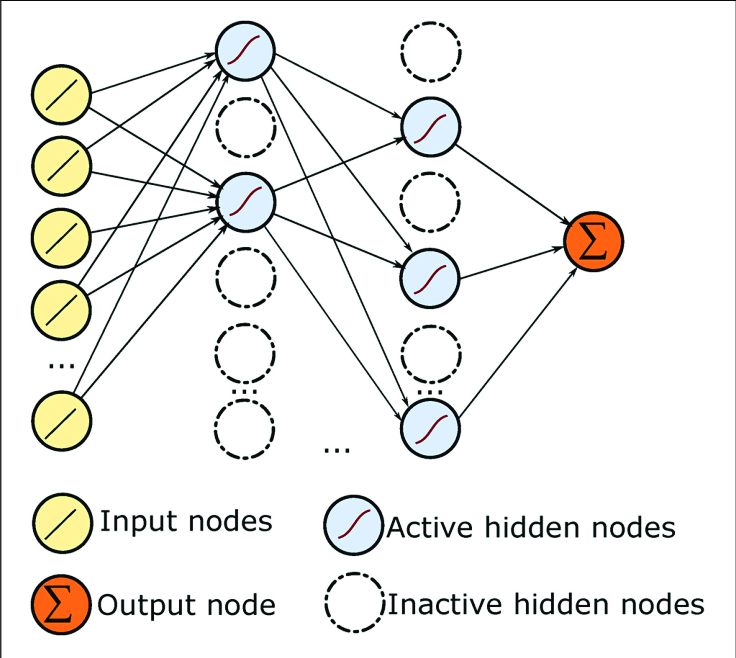 Σ
...
... ...
...
Input nodes
Active hidden nodes
Σ Output node
Inactive hidden nodes